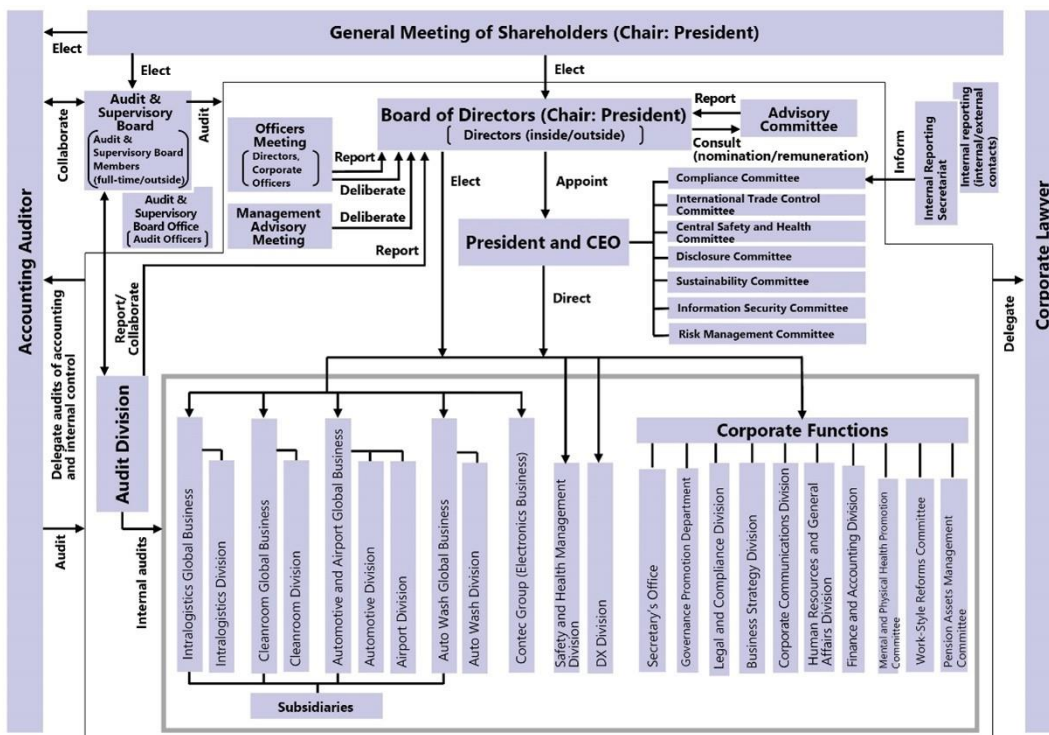 General Meeting of Shareholders (Chair: President)
Elect
Elect
Elect
Accounting Auditor
Corporate Lawyer
Collaborate
Audit &
Supervisory
Board
Audit &
Supervisory Board
Members
(full-time/outside)
Audit
Audit &
Supervisory
Board Office
Audit Officers
Officers
Meeting
Directors,
Corporate
Officers
Report
Deliberate
Management
Advisory Meeting
Deliberate
Report
Board of Directors (Chair: President)
Directors (inside/outside)
Report
Advisory
Committee
Consult
(nomination/remuneration)
Elect
Appoint
President and CEO
Direct
Compliance Committee
International Trade Control
Committee
Central Safety and Health
Committee
Disclosure Committee
Sustainability Committee
Information Security Committee
Risk Management Committee
Inform
Internal Reporting
Secretariat
Internal reporting
(internal/external
contacts)
Delegate
Report/
Collaborate
Delegate audits of accounting
and internal control
Audit Division
Audit
Internal audits
Intralogistics Global Business
Intralogistics Division
Cleanroom Global Business
Cleanroom Division
Automotive and Airport Global Business
Automotive Division
Airport Division
Auto Wash Global Business
Auto Wash Division
Contec Group (Electronics Business)
Safety and Health Management
Division
DX Division
Subsidiaries
Corporate Functions
Secretary's Office
Governance Promotion Department
Legal and Compliance Division
Business Strategy Division
Corporate Communications Division
Human Resources and General
Affairs Division
Finance and Accounting Division
Mental and Physical Health Promotion
Committee
Work-Style Reforms Committee
Pension Assets Management
Committee